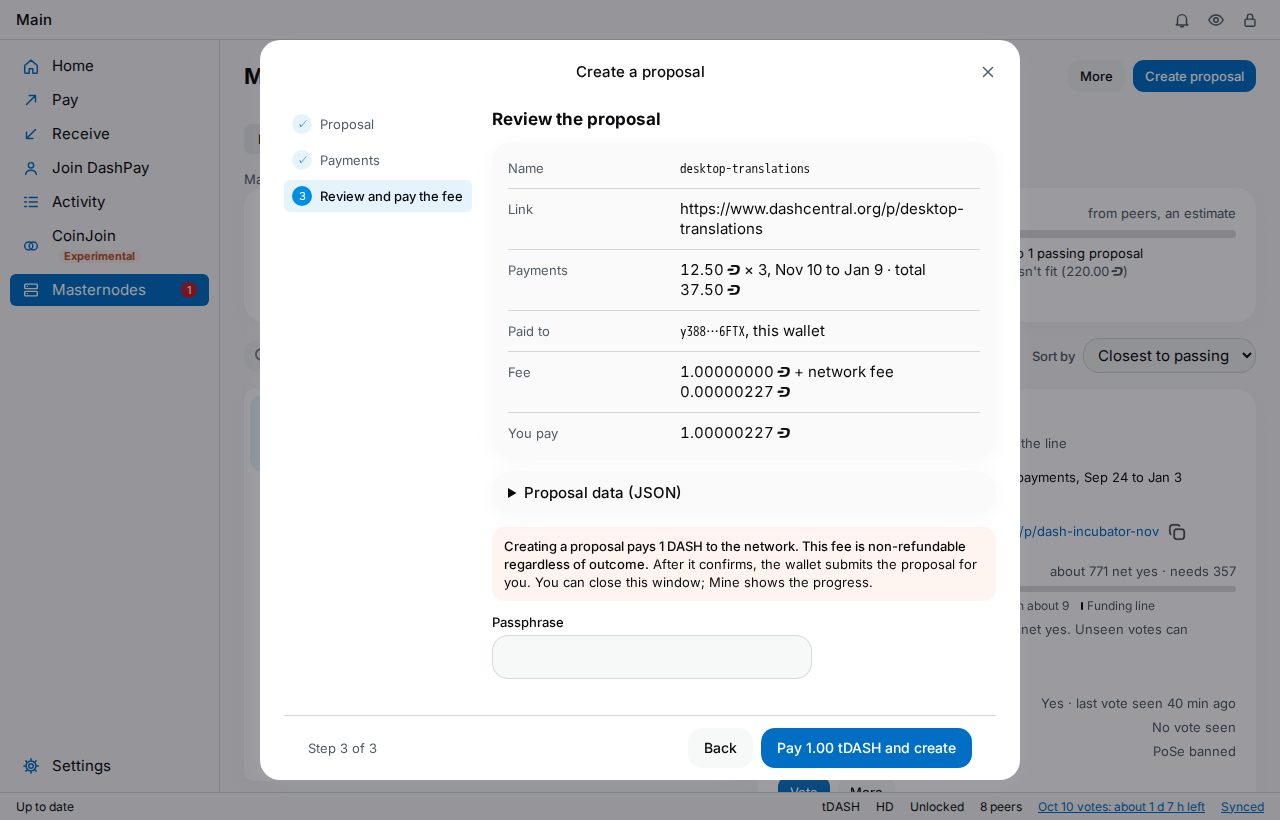 Main
Home
Pay
Receive
Join DashPay
Activity
CoinJoin
Experimental
Masternodes
1
Settings
More
Create proposal
Create a proposal
✓ Proposal
✓ Payments
3 Review and pay the fee
Review the proposal
Name desktop-translations
Link https://www.dashcentral.org/p/desktop-
translations
Payments 12.50 × 3, Nov 10 to Jan 9 · total
37.50
Paid to y388···6FTX, this wallet
Fee 1.00000000 + network fee
0.00000227
You pay 1.00000227
Proposal data (JSON)
Creating a proposal pays 1 DASH to the network. This fee is non-refundable
regardless of outcome. After it confirms, the wallet submits the proposal for
you. You can close this window; Mine shows the progress.
Passphrase
Step 3 of 3
Back
Pay 1.00 tDASH and create
from peers, an estimate
1 passing proposal
fit (220.00)
Sort by
Closest to passing
the line
payments, Sep 24 to Jan 3
/p/dash-incubator-nov
about 771 net yes · needs 357
about 9
Funding line
net yes. Unseen votes can
Yes · last vote seen 40 min ago
No vote seen
PoSe banned
Vote
More
Up to date
tDASH
HD
Unlocked
8 peers
Oct 10 votes: about 1 d 7 h left
Synced